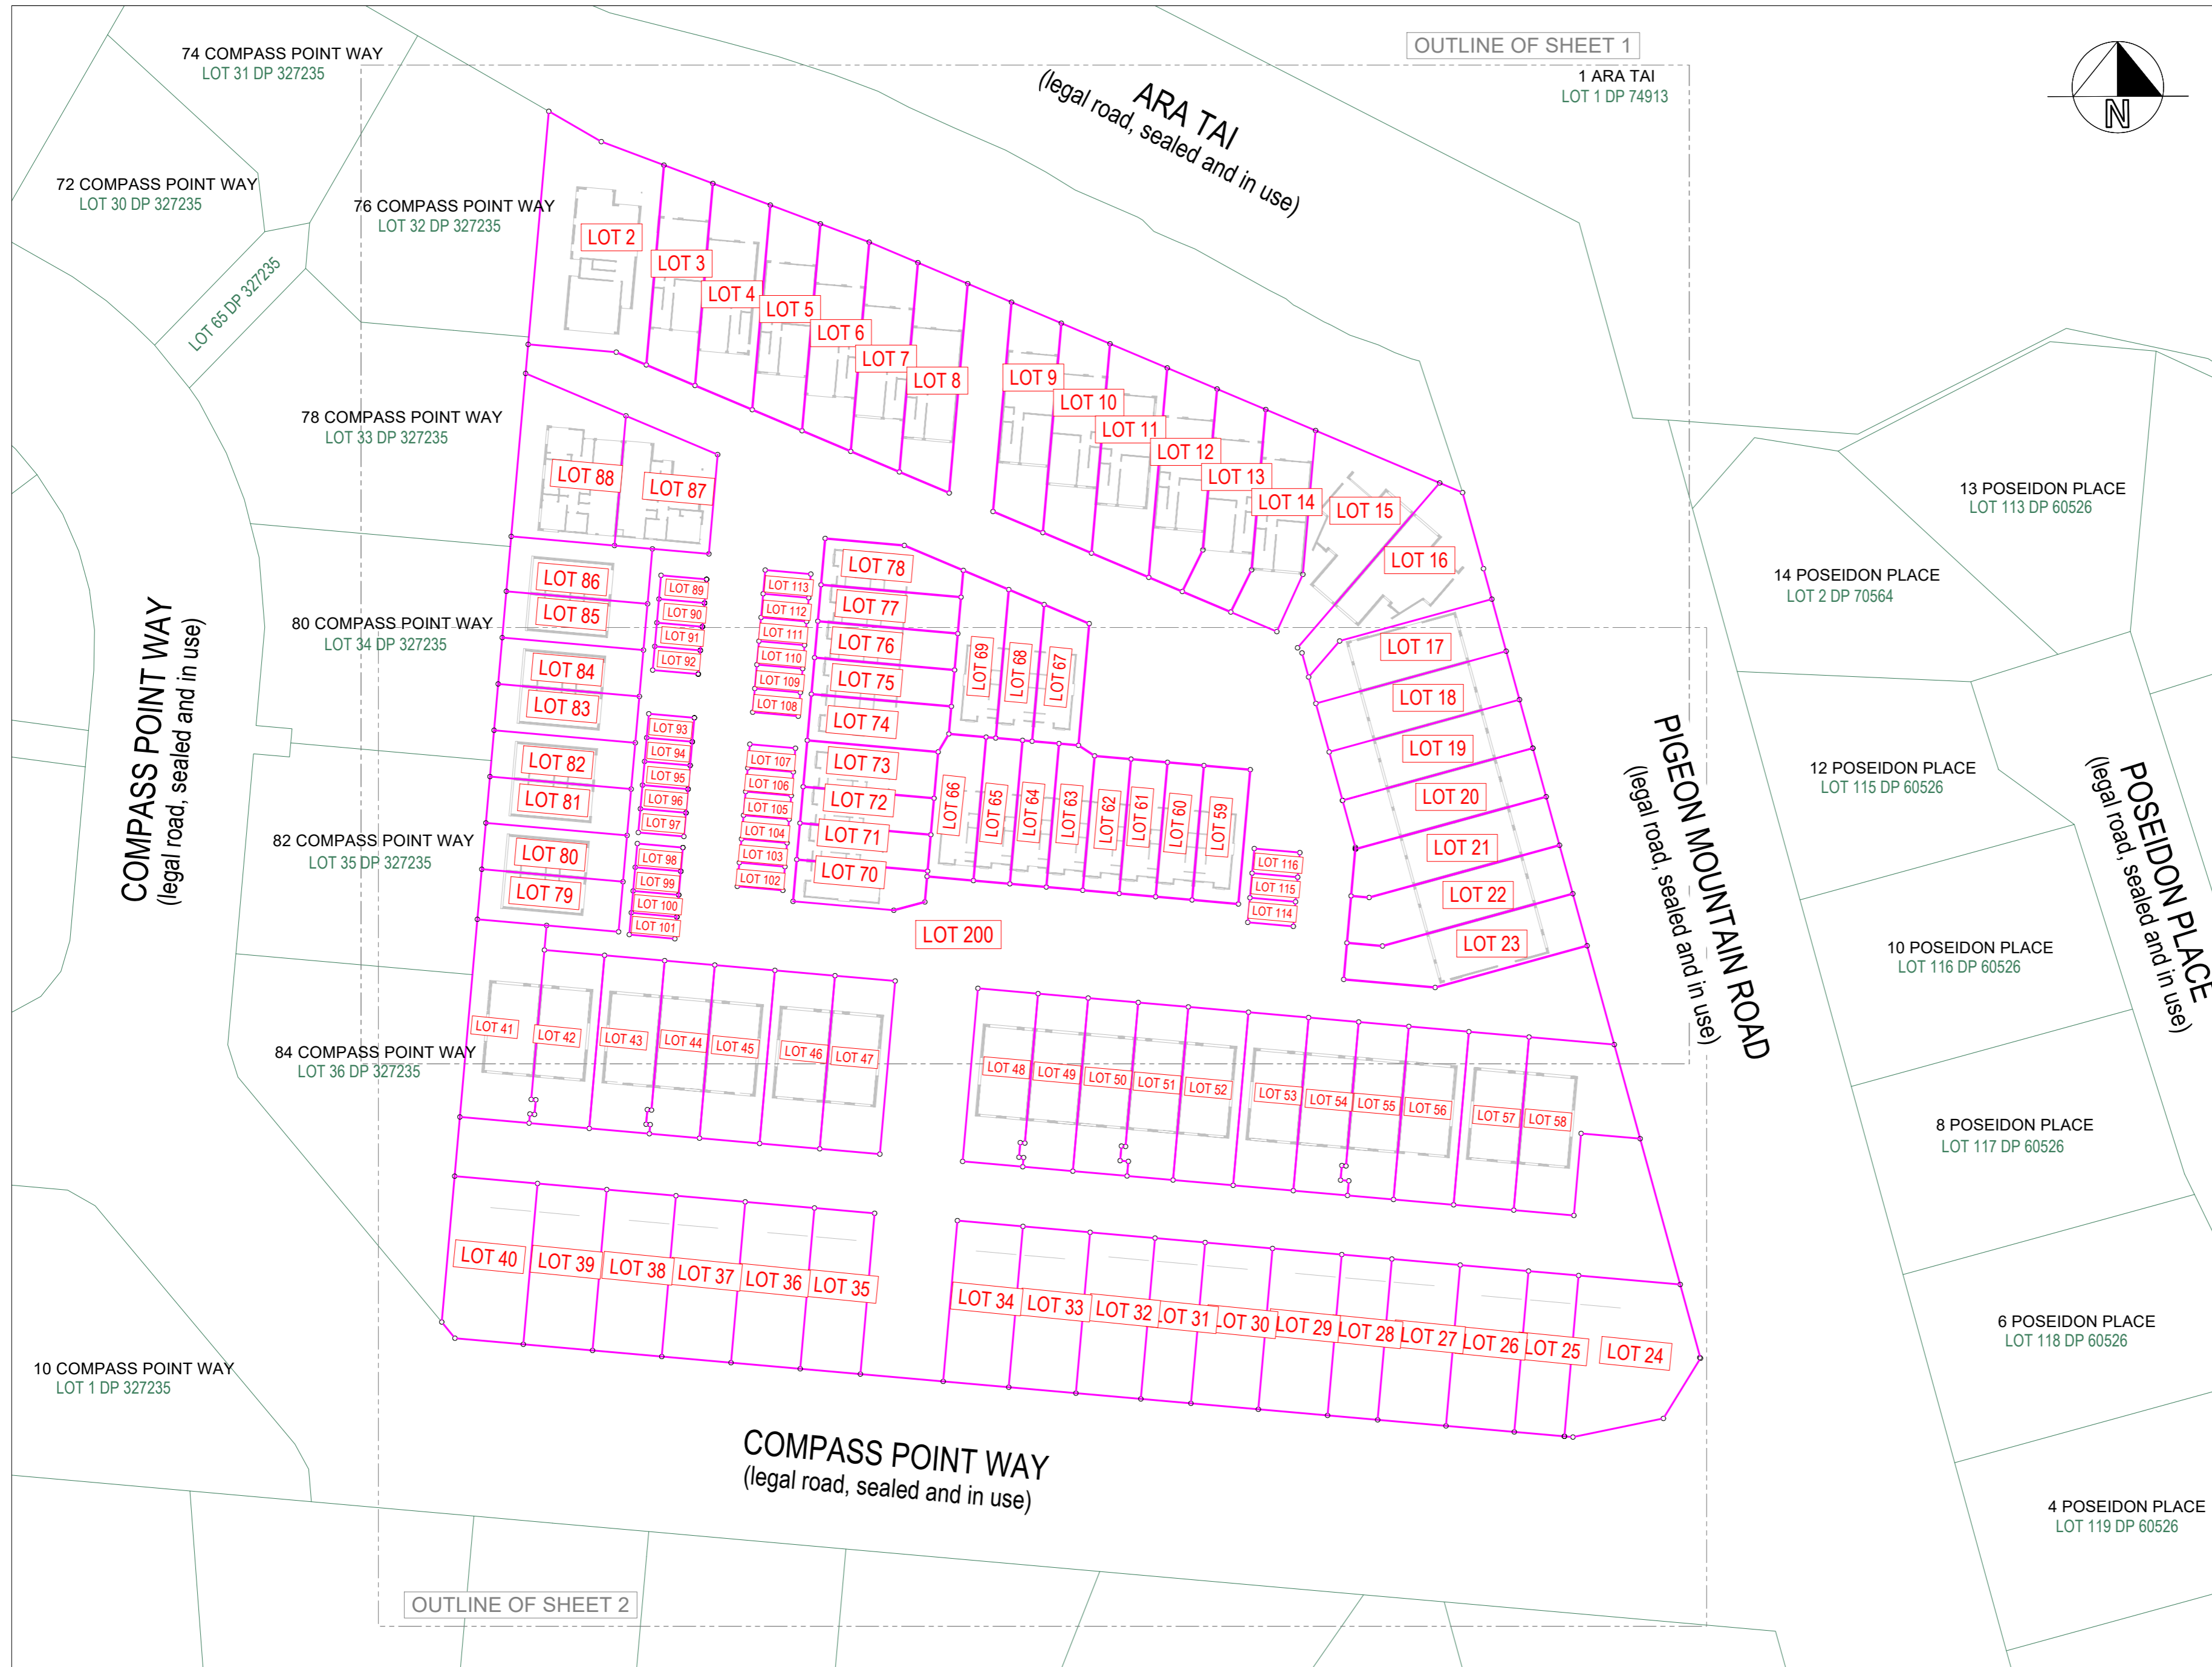 OUTLINE OF SHEET 1
74 COMPASS POINT WAY
LOT 31 DP 327235
1 ARA TAI
LOT 1 DP 74913
N
ARA TAI
(legal road, sealed and in use)
72 COMPASS POINT WAY
LOT 30 DP 327235
76 COMPASS POINT WAY
LOT 32 DP 327235
LOT 65 DP 327235
LOT 2
LOT 3
LOT 4
LOT 5
LOT 6
LOT 7
LOT 8
LOT 9
LOT 10
LOT 11
LOT 12
LOT 13
LOT 14
LOT 15
LOT 16
78 COMPASS POINT WAY
LOT 33 DP 327235
LOT 88
LOT 87
13 POSEIDON PLACE
LOT 113 DP 60526
14 POSEIDON PLACE
LOT 2 DP 70564
LOT 86
LOT 85
LOT 84
LOT 83
LOT 82
LOT 81
LOT 80
LOT 79
80 COMPASS POINT WAY
LOT 34 DP 327235
COMPASS POINT WAY
(legal road, sealed and in use)
LOT 89
LOT 90
LOT 91
LOT 92
LOT 93
LOT 94
LOT 95
LOT 96
LOT 97
LOT 98
LOT 99
LOT 100
LOT 101
LOT 113
LOT 112
LOT 111
LOT 110
LOT 109
LOT 108
LOT 107
LOT 106
LOT 105
LOT 104
LOT 103
LOT 102
LOT 78
LOT 77
LOT 76
LOT 75
LOT 74
LOT 73
LOT 72
LOT 71
LOT 70
LOT 69
LOT 68
LOT 67
LOT 66
LOT 65
LOT 64
LOT 63
LOT 62
LOT 61
LOT 60
LOT 59
LOT 116
LOT 115
LOT 114
LOT 17
LOT 18
LOT 19
LOT 20
LOT 21
LOT 22
LOT 23
PIGEON MOUNTAIN ROAD
(legal road, sealed and in use)
12 POSEIDON PLACE
LOT 115 DP 60526
POSEIDON PLACE
(legal road, sealed and in use)
82 COMPASS POINT WAY
LOT 35 DP 327235
LOT 200
10 POSEIDON PLACE
LOT 116 DP 60526
84 COMPASS POINT WAY
LOT 36 DP 327235
LOT 41
LOT 42
LOT 43
LOT 44
LOT 45
LOT 46
LOT 47
LOT 48
LOT 49
LOT 50
LOT 51
LOT 52
LOT 53
LOT 54
LOT 55
LOT 56
LOT 57
LOT 58
8 POSEIDON PLACE
LOT 117 DP 60526
LOT 40
LOT 39
LOT 38
LOT 37
LOT 36
LOT 35
LOT 34
LOT 33
LOT 32
LOT 31
LOT 30
LOT 29
LOT 28
LOT 27
LOT 26
LOT 25
LOT 24
6 POSEIDON PLACE
LOT 118 DP 60526
10 COMPASS POINT WAY
LOT 1 DP 327235
COMPASS POINT WAY
(legal road, sealed and in use)
4 POSEIDON PLACE
LOT 119 DP 60526
OUTLINE OF SHEET 2